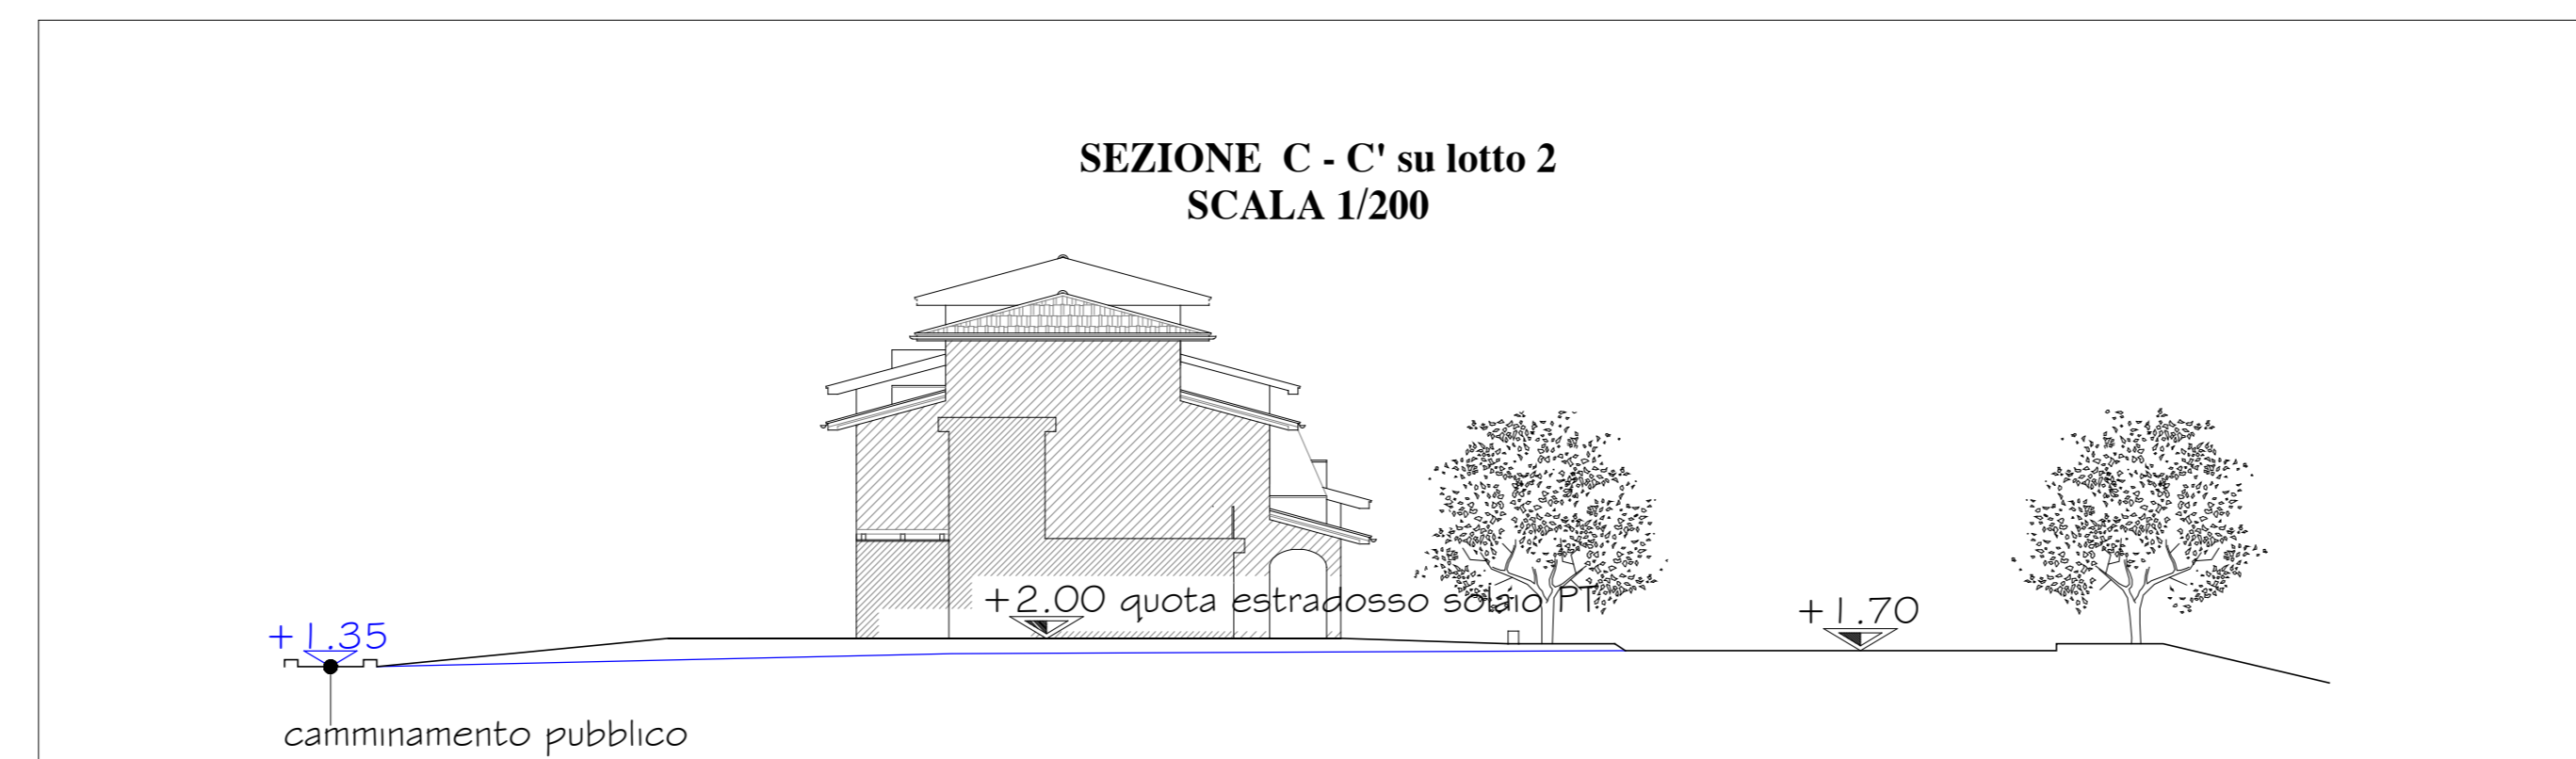 SEZIONE C - C' su lotto 2
SCALA 1/200
+2.00 quota estradosso solaio PT
+1.70
+1.35
camminamento pubblico